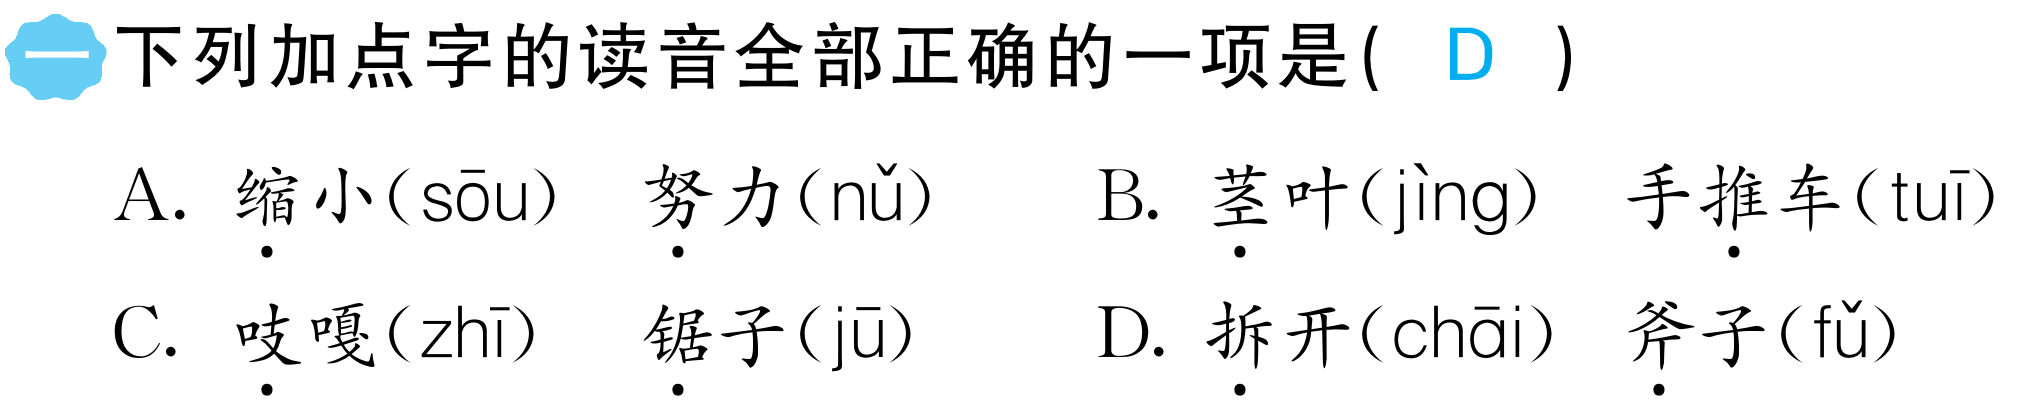 一 下列加点字的读音全部正确的一项是( D )
A. 缩小(sōu) 努力(nǔ) B. 茎叶(jìng) 手推车(tuī)
C. 吱嘎(zhī) 锯子(jū) D. 拆开(chāi) 斧子(fǔ)